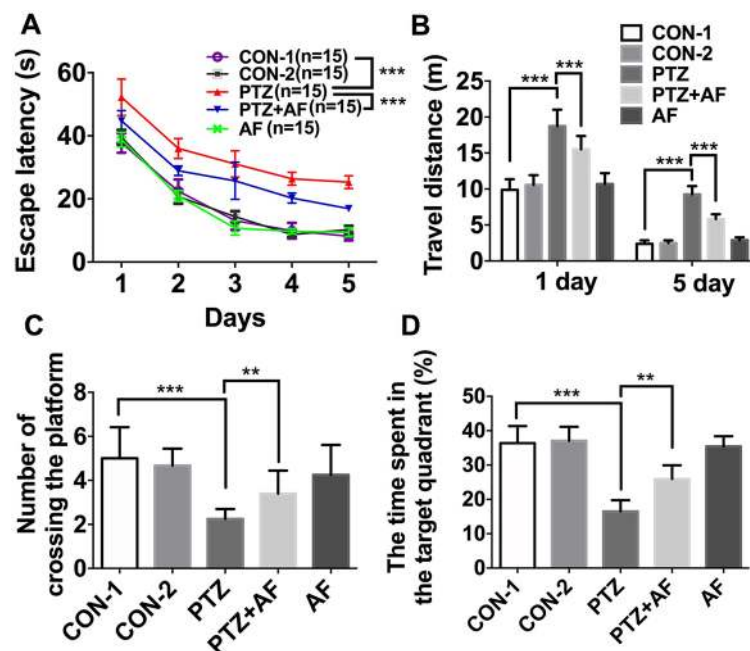 A
CON-1(n=15)
CON-2(n=15)
PTZ(n=15)
PTZ+AF(n=15)
AF (n=15)
***
***
Escape latency (s)
60
40
20
0
1 2 3 4 5
Days
B
CON-1
CON-2
PTZ
PTZ+AF
AF
*** ***
*** ***
Travel distance (m)
25
20
15
10
5
0
1 day 5 day
C
Number of
crossing the platform
8
6
4
2
0
*** **
CON-1 CON-2 PTZ PTZ+AF AF
D
The time spent in
the target quadrant (%)
50
40
30
20
10
0
*** **
CON-1 CON-2 PTZ PTZ+AF AF